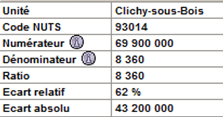 Unité Clichy-sous-Bois
Code NUTS 93014
Numérateur 69 900 000
Dénominateur 8 360
Ratio 8 360
Ecart relatif 62 %
Ecart absolu 43 200 000